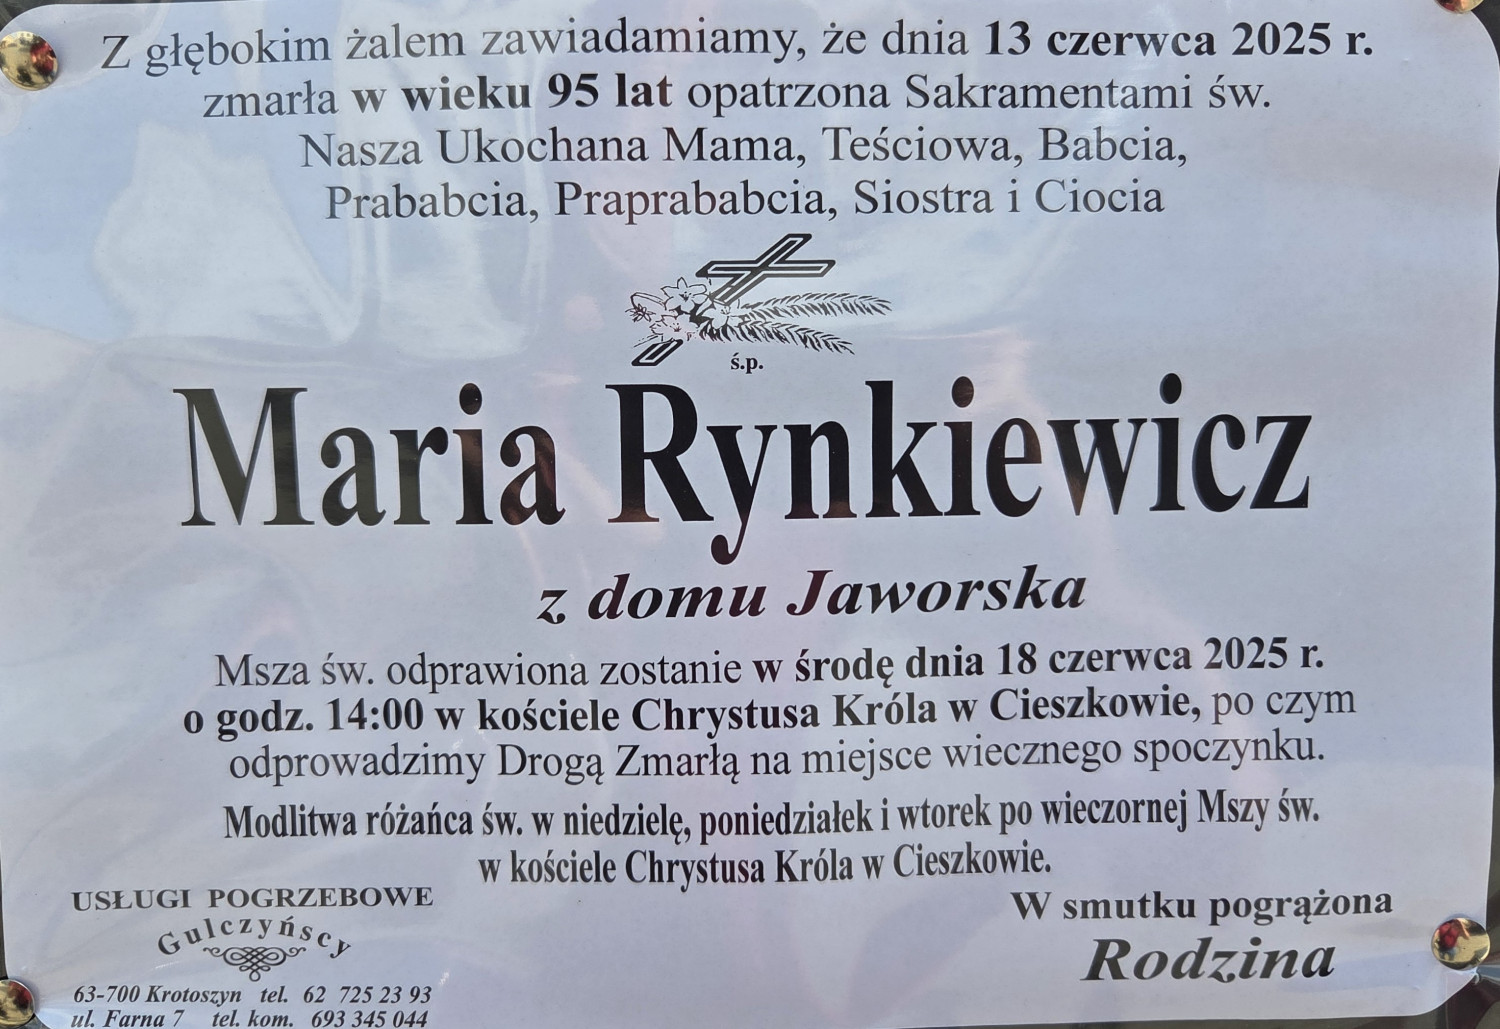 Z głębokim żalem zawiadamiamy, że dnia 13 czerwca 2025 r.
zmarła w wieku 95 lat opatrzona Sakramentami św.
Nasza Ukochana Mama, Teściowa, Babcia,
Prababcia, Praprababcia, Siostra i Ciocia
ś.p.
Maria Rynkiewicz
z domu Jaworska
Msza św. odprawiona zostanie w środę dnia 18 czerwca 2025 r.
o godz. 14:00 w kościele Chrystusa Króla w Cieszkowie, po czym
odprowadzimy Drogą Zmarłą na miejsce wiecznego spoczynku.
Modlitwa różańca św. w niedzielę, poniedziałek i wtorek po wieczornej Mszy św.
w kościele Chrystusa Króla w Cieszkowie.
W smutku pogrążona
Rodzina
USŁUGI POGRZEBOWE
Gulczyńscy
63-700 Krotoszyn tel. 62 725 23 93
ul. Farna 7 tel. kom. 693 345 044